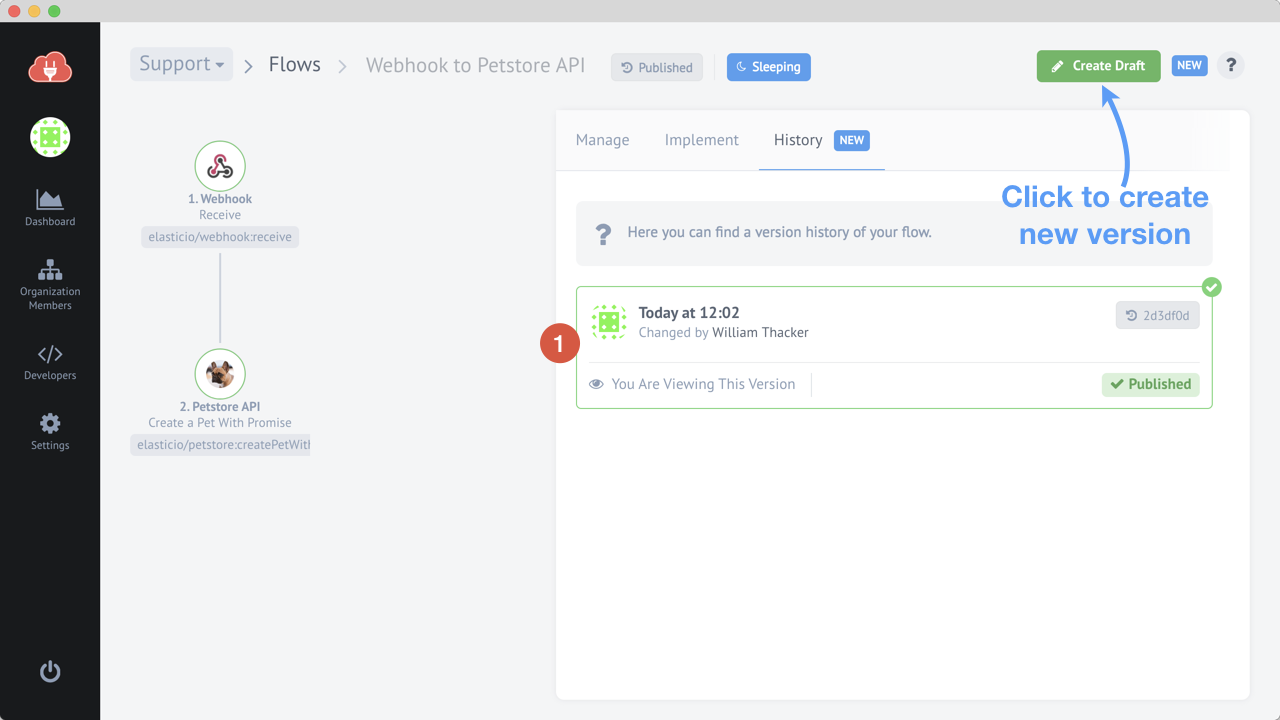 Support
Flows
Webhook to Petstore API
Published
Sleeping
Create Draft
NEW
?
Dashboard
Organization
Members
Developers
Settings
1. Webhook
Receive
elasticio/webhook:receive
2. Petstore API
Create a Pet With Promise
elasticio/petstore:createPetWith
Manage
Implement
History
NEW
Click to create
new version
?
Here you can find a version history of your flow.
1
Today at 12:02
Changed by William Thacker
2d3df0d
You Are Viewing This Version
Published